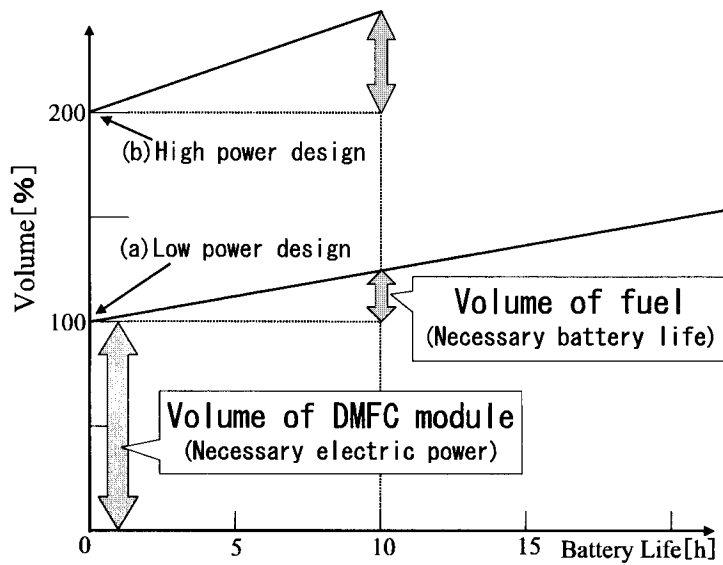 200
(b)High power design
Volume[%]
(a)Low power design
100
Volume of fuel
(Necessary battery life)
Volume of DMFC module
(Necessary electric power)
0
0
5
10
15
Battery Life[h]